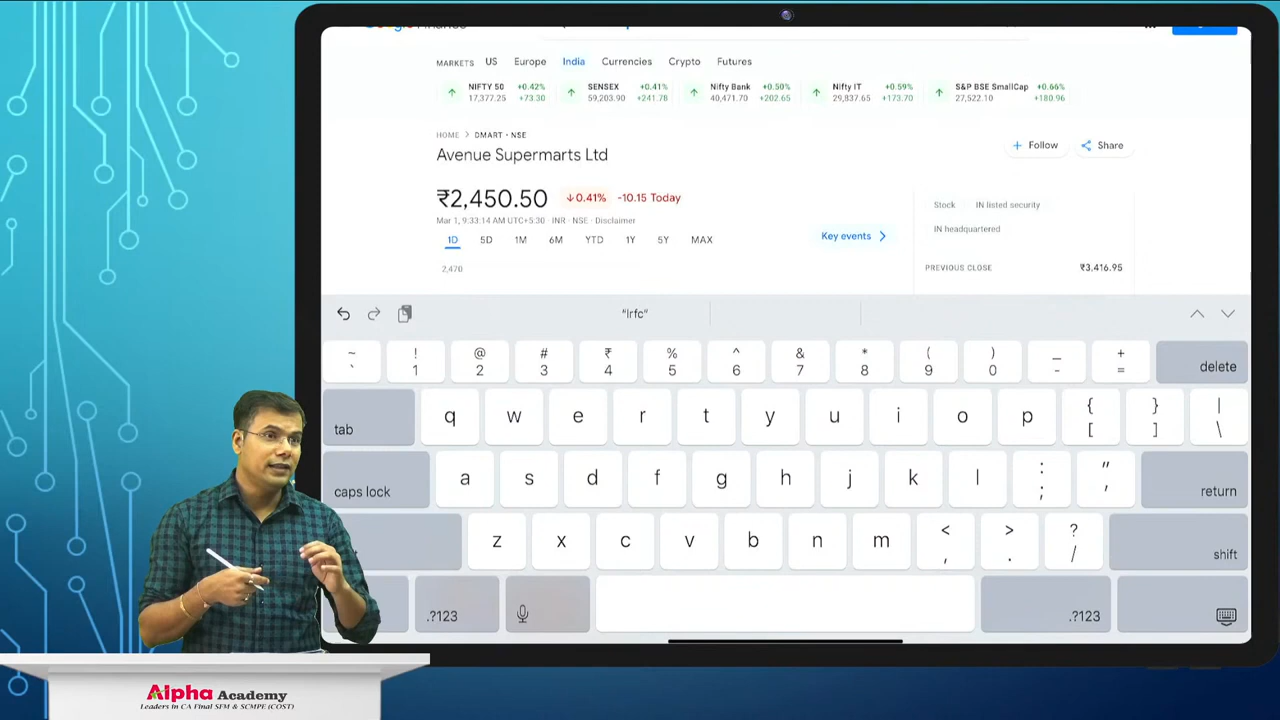 MARKETS US Europe India Currencies Crypto Futures
NIFTY 50 +0.42% SENSEX +0.41% Nifty Bank +0.50% Nifty IT +0.59% S&P BSE SmallCap +0.66%
17,377.25 +73.30 59,203.90 +241.78 40,471.70 +202.65 29,837.65 +173.70 27,522.10 +180.96
HOME > DMART • NSE
Avenue Supermarts Ltd
+ Follow Share
₹2,450.50 ↓0.41% -10.15 Today
Mar 1, 9:33:14 AM UTC+5:30 · INR · NSE · Disclaimer
1D 5D 1M 6M YTD 1Y 5Y MAX
Key events >
2,470
Stock IN listed security
IN headquartered
PREVIOUS CLOSE ₹3,416.95
"Irfc"
~ ! @ # ₹ % ^ & * ( ) _ +
` 1 2 3 4 5 6 7 8 9 0 - = delete
tab q w e r t y u i o p { [ } ] | \
caps lock a s d f g h j k l : ; " ' return
z x c v b n m < , > . ? / shift
.?123 .?123
Alpha Academy
Leaders in CA Final SFM & SCMPE (COST)